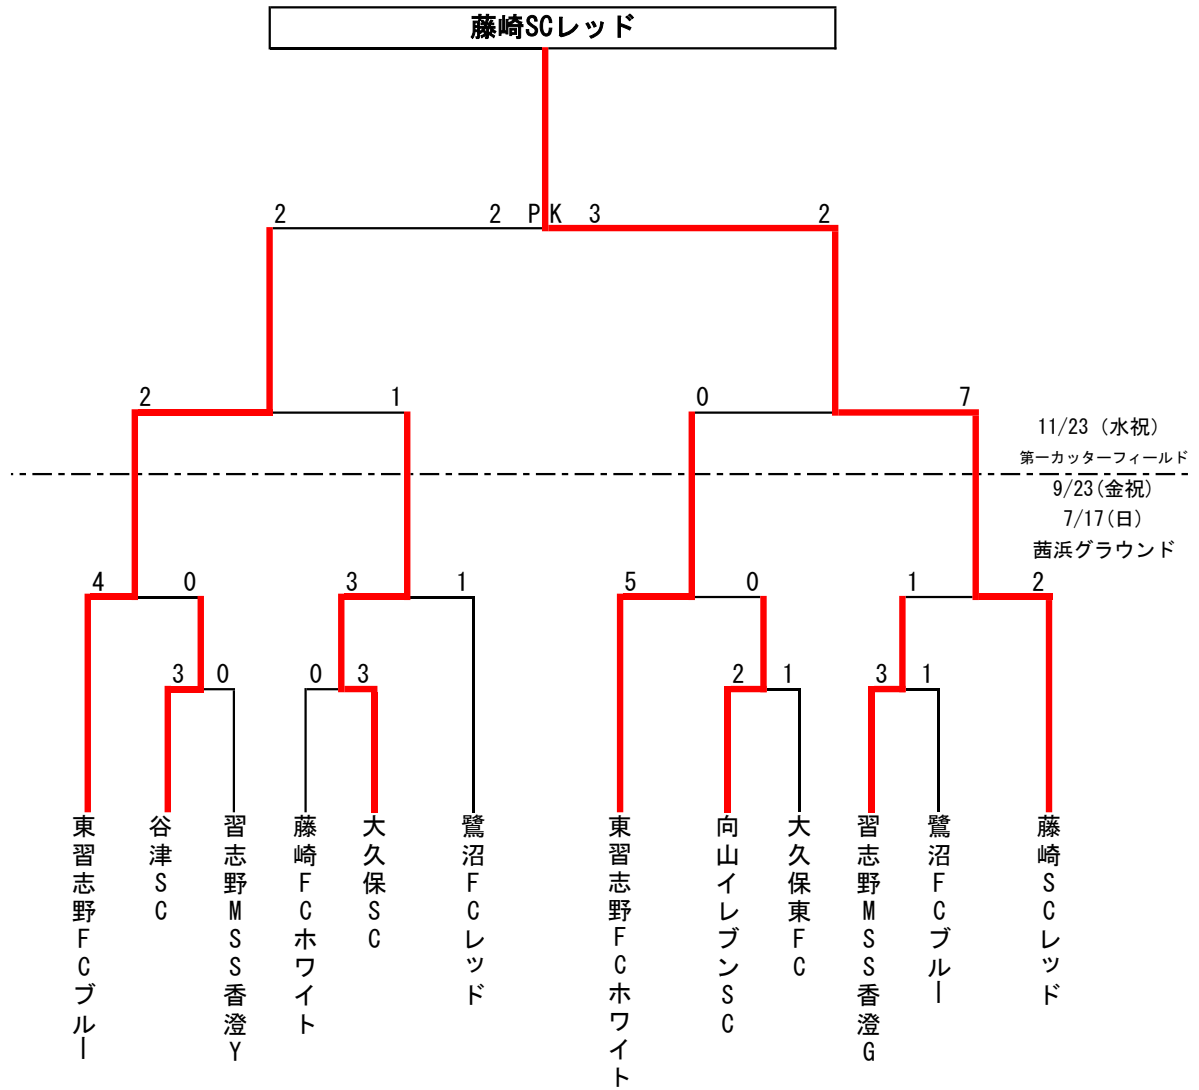 藤崎SCレッド
2 2 PK 3 2
2 1 0 7
11/23 (水祝)
第一カッターフィールド
9/23(金祝)
7/17(日)
茜浜グラウンド
4 0 3 1 5 0 1 2
3 0 0 3 2 1 3 1
東習志野FCブルー
谷津SC
習志野MSS香澄Y
藤崎FCホワイト
大久保SC
鷺沼FCレッド
東習志野FCホワイト
向山イレブンSC
大久保東FC
習志野MSS香澄G
鷺沼FCブルー
藤崎SCレッド